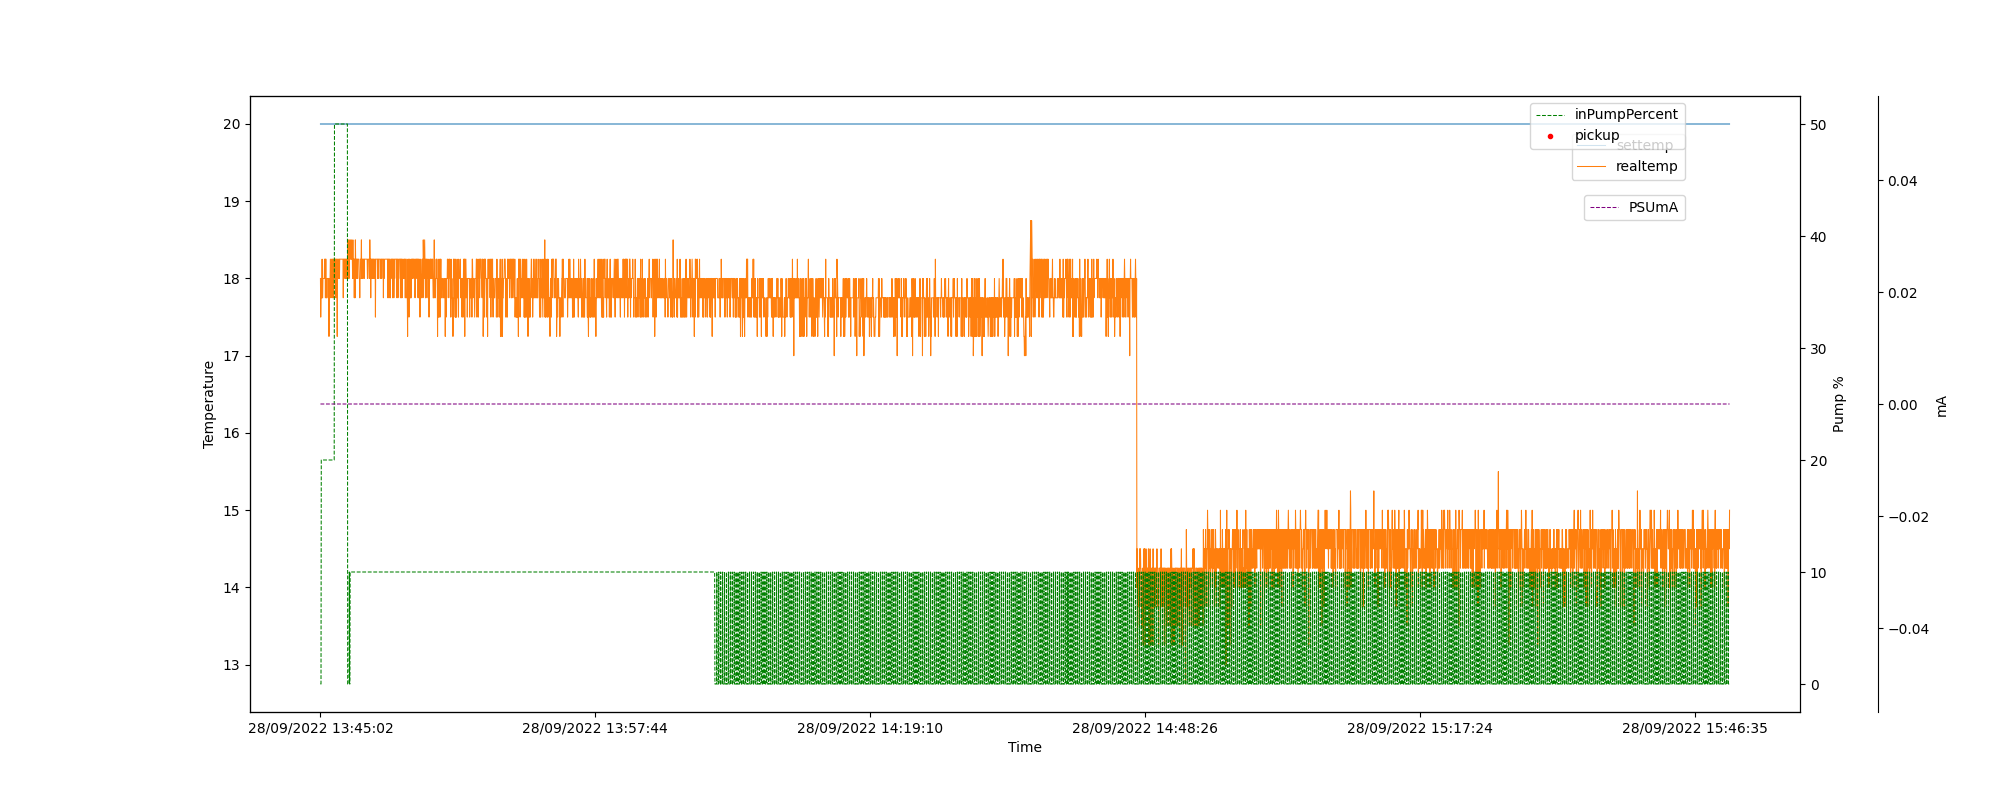 inPumpPercent
pickup
settemp
realtemp
PSUmA
20
19
18
17
16
15
14
13
Temperature
50
40
30
20
10
0
Pump %
0.04
0.02
0.00
−0.02
−0.04
mA
28/09/2022 13:45:02
28/09/2022 13:57:44
28/09/2022 14:19:10
28/09/2022 14:48:26
28/09/2022 15:17:24
28/09/2022 15:46:35
Time